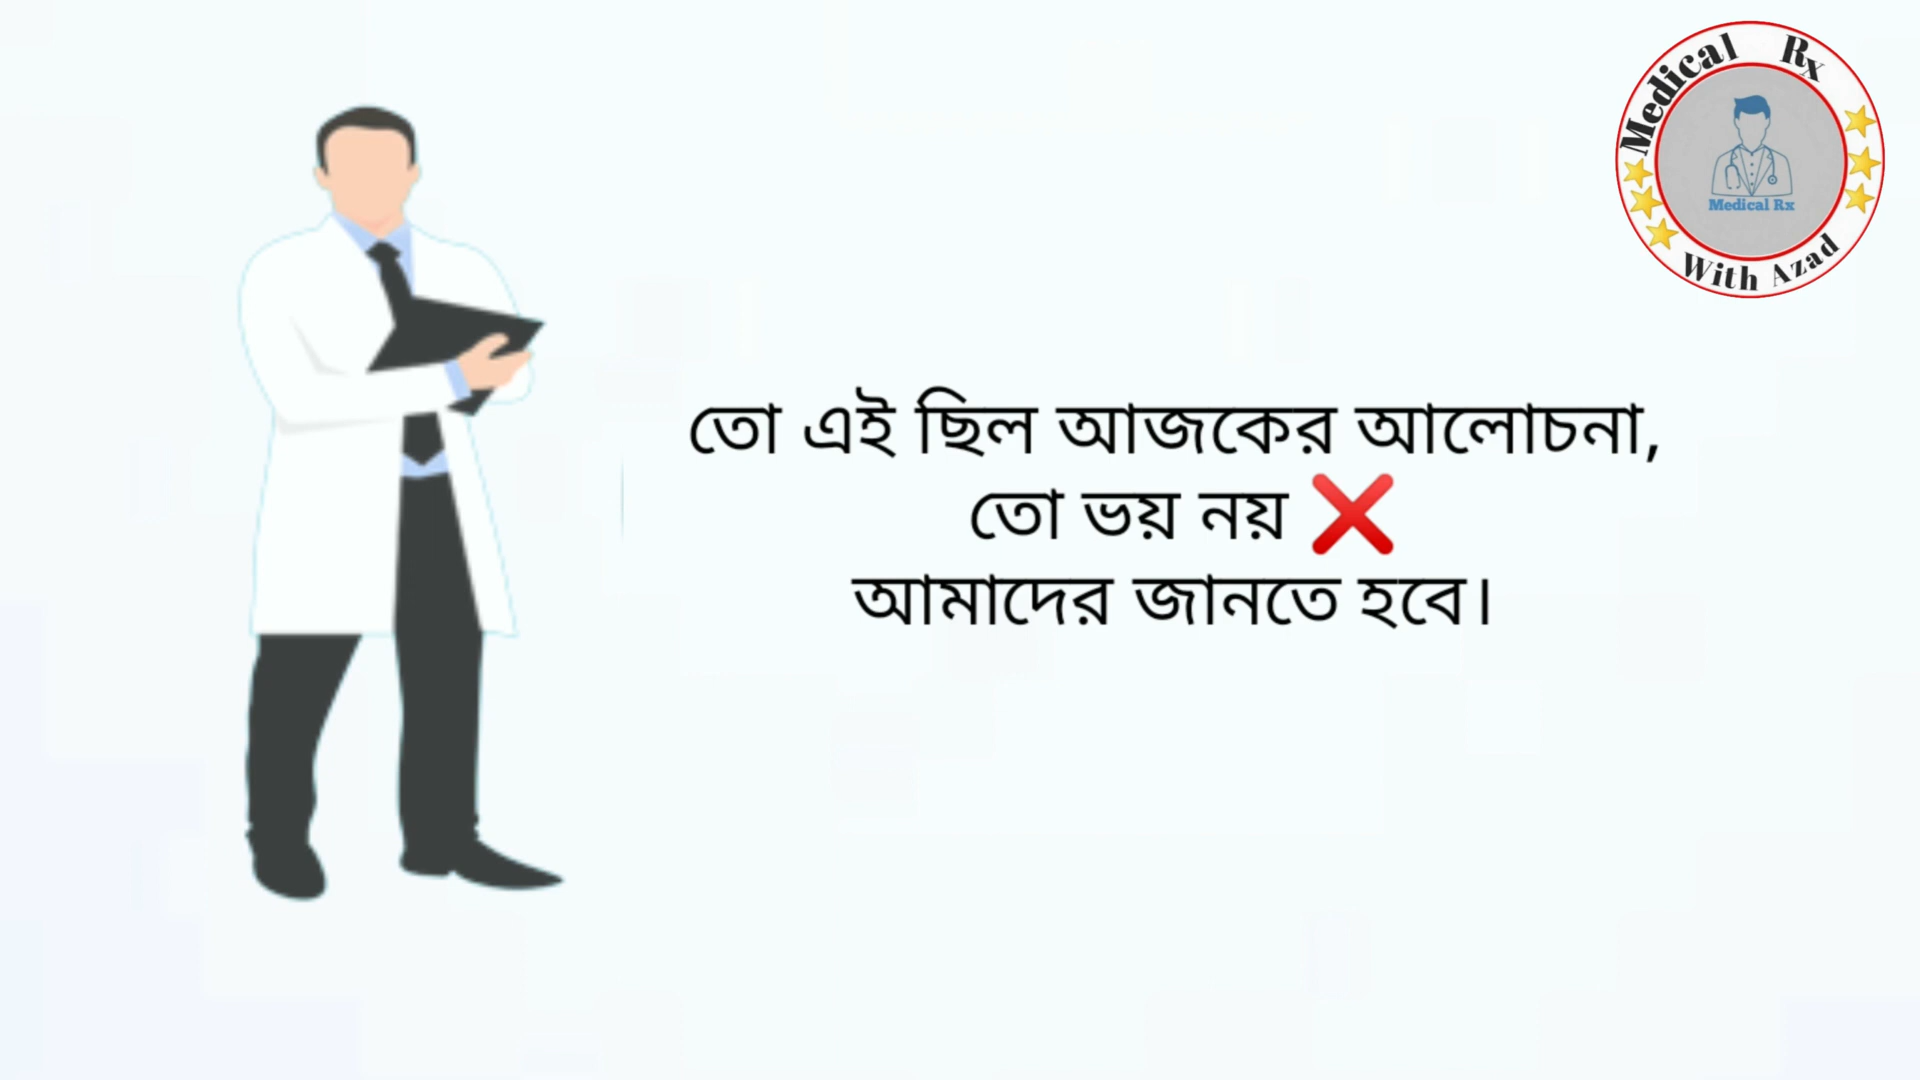 Medical Rx
Medical Rx
With Azad
তো এই ছিল আজকের আলোচনা,
তো ভয় নয় ❌
আমাদের জানতে হবে।